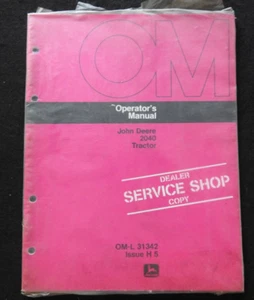 OM
Operator's
Manual
John Deere
2040
Tractor
DEALER
SERVICE SHOP
COPY
OM-L 31342
Issue H 5